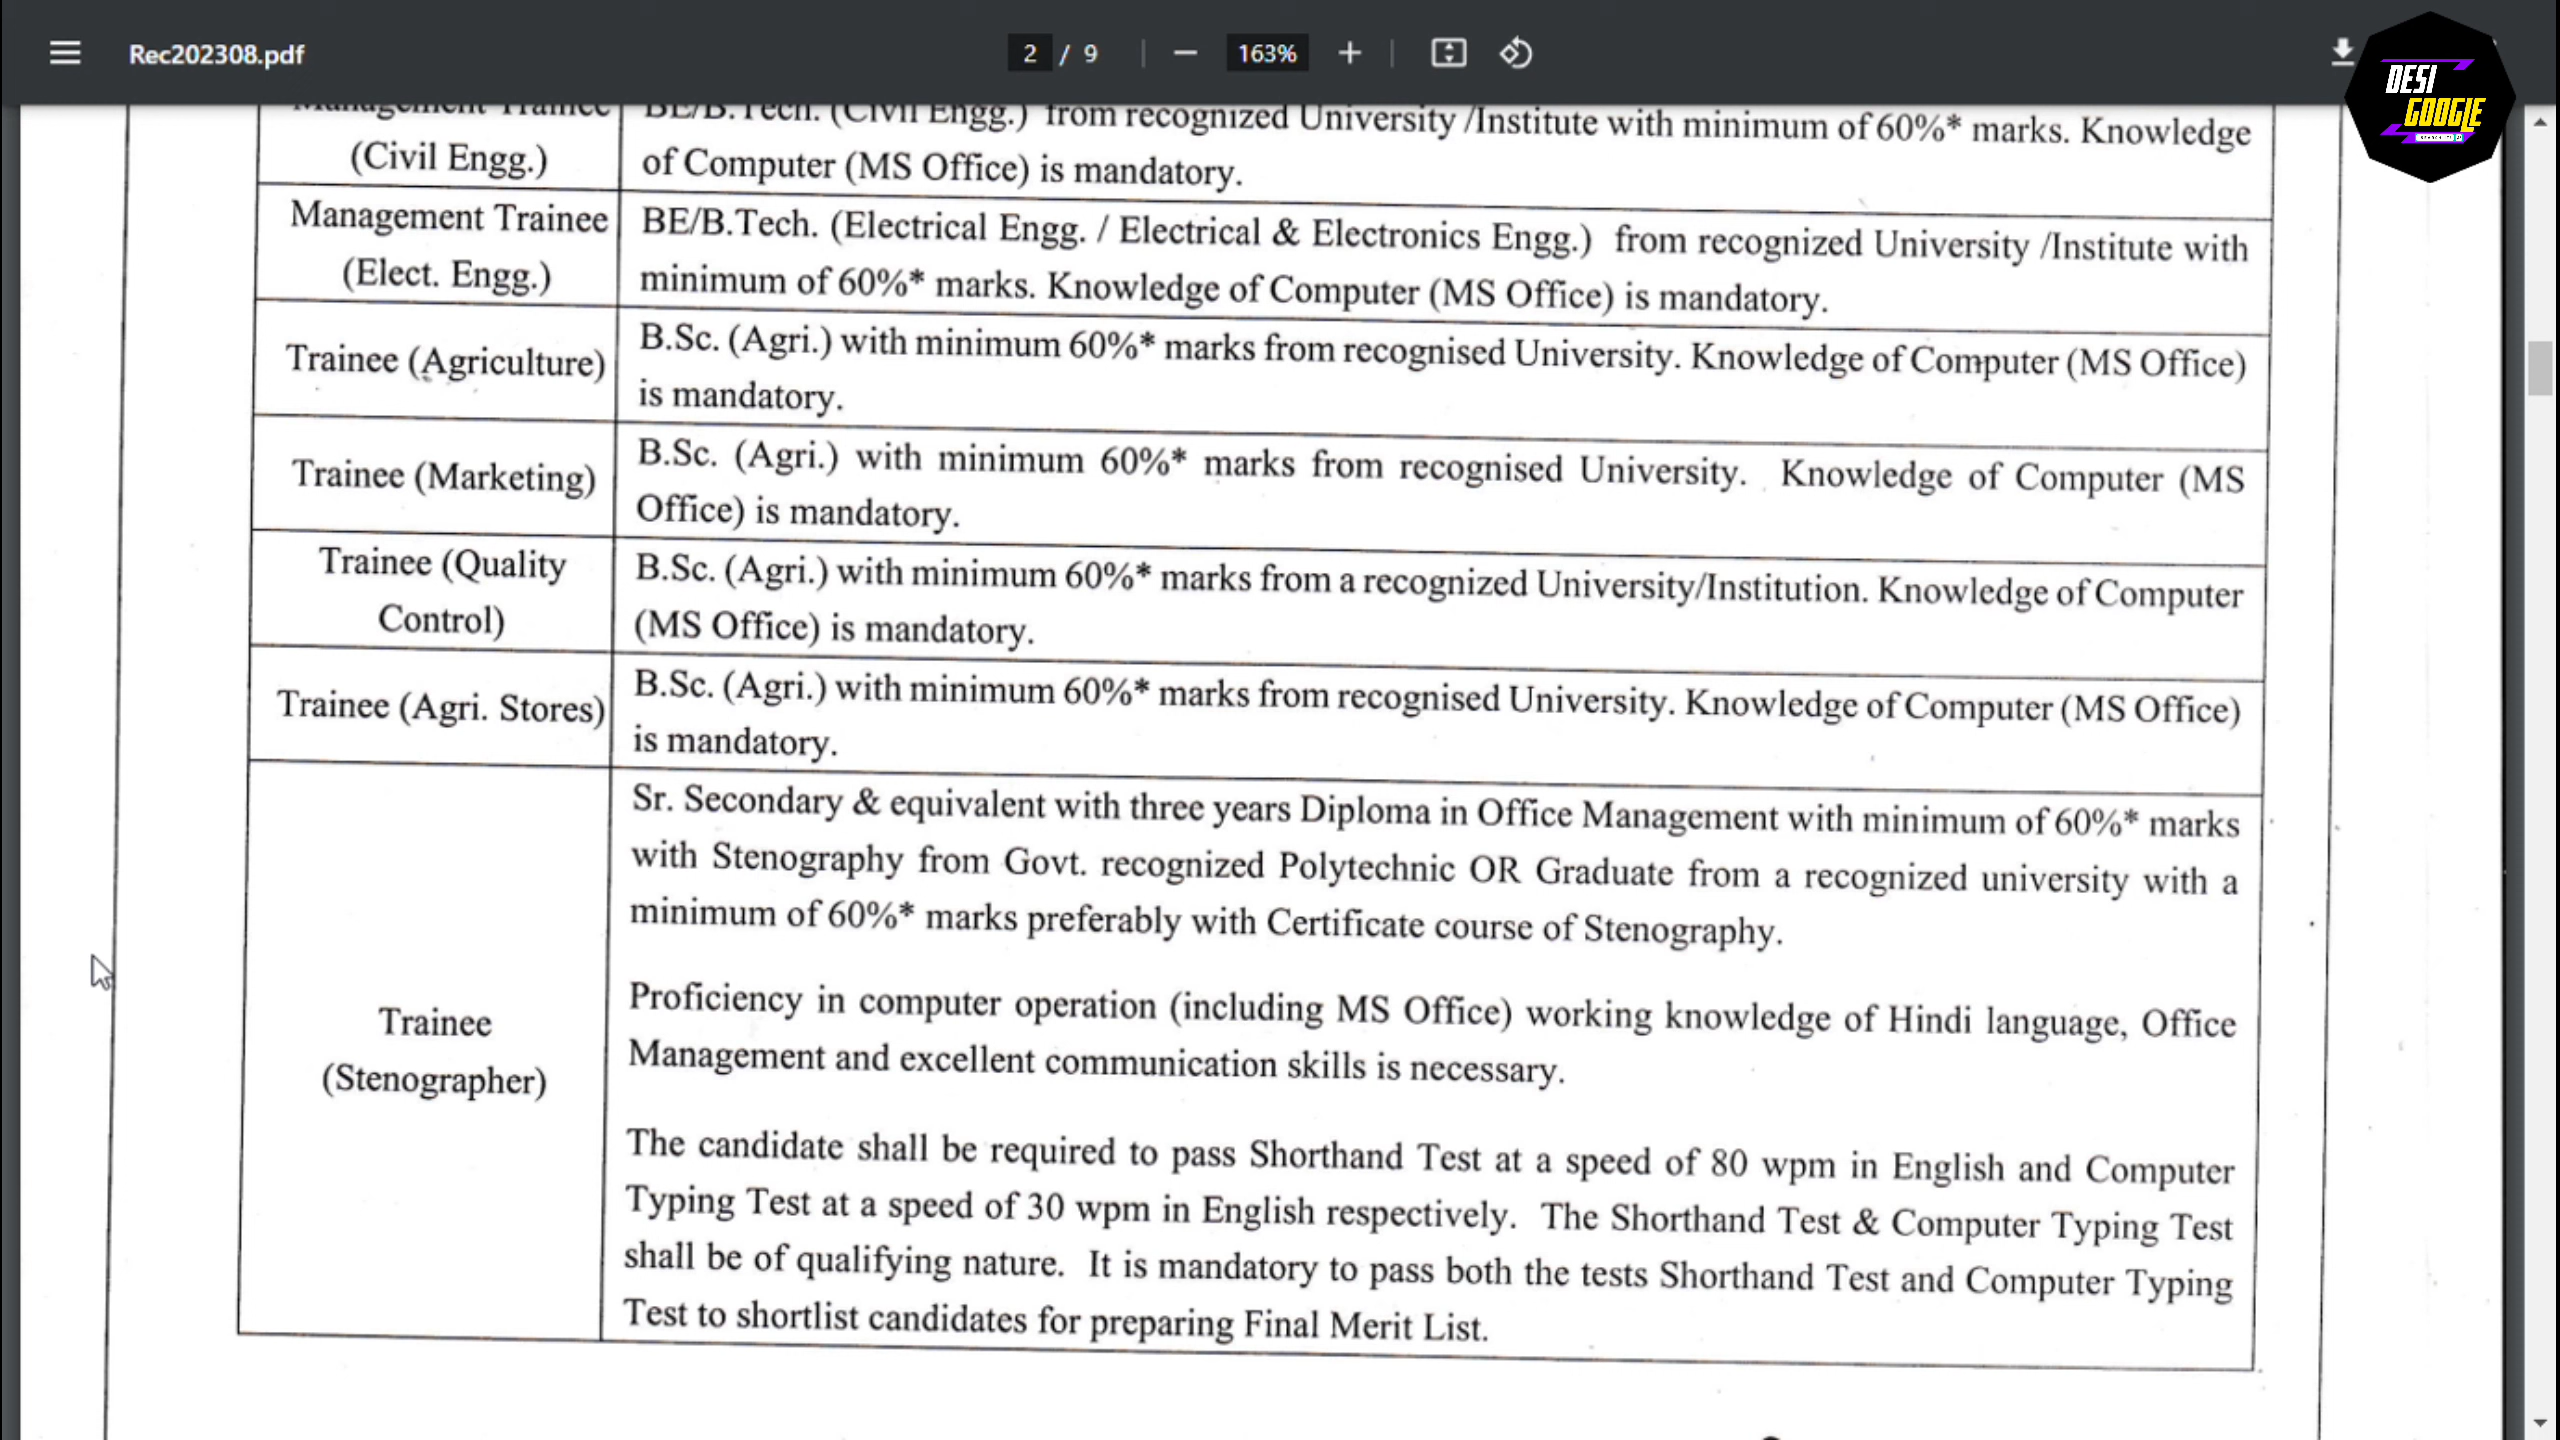 Rec202308.pdf
2 / 9
163%
DESI
GOOGLE
Management Trainee
(Civil Engg.)
BE/B.Tech. (Civil Engg.) from recognized University /Institute with minimum of 60%* marks. Knowledge
of Computer (MS Office) is mandatory.
Management Trainee
(Elect. Engg.)
BE/B.Tech. (Electrical Engg. / Electrical & Electronics Engg.) from recognized University /Institute with
minimum of 60%* marks. Knowledge of Computer (MS Office) is mandatory.
Trainee (Agriculture)
B.Sc. (Agri.) with minimum 60%* marks from recognised University. Knowledge of Computer (MS Office)
is mandatory.
Trainee (Marketing)
B.Sc. (Agri.) with minimum 60%* marks from recognised University. Knowledge of Computer (MS
Office) is mandatory.
Trainee (Quality
Control)
B.Sc. (Agri.) with minimum 60%* marks from a recognized University/Institution. Knowledge of Computer
(MS Office) is mandatory.
Trainee (Agri. Stores)
B.Sc. (Agri.) with minimum 60%* marks from recognised University. Knowledge of Computer (MS Office)
is mandatory.
Trainee
(Stenographer)
Sr. Secondary & equivalent with three years Diploma in Office Management with minimum of 60%* marks
with Stenography from Govt. recognized Polytechnic OR Graduate from a recognized university with a
minimum of 60%* marks preferably with Certificate course of Stenography.
Proficiency in computer operation (including MS Office) working knowledge of Hindi language, Office
Management and excellent communication skills is necessary.
The candidate shall be required to pass Shorthand Test at a speed of 80 wpm in English and Computer
Typing Test at a speed of 30 wpm in English respectively. The Shorthand Test & Computer Typing Test
shall be of qualifying nature. It is mandatory to pass both the tests Shorthand Test and Computer Typing
Test to shortlist candidates for preparing Final Merit List.